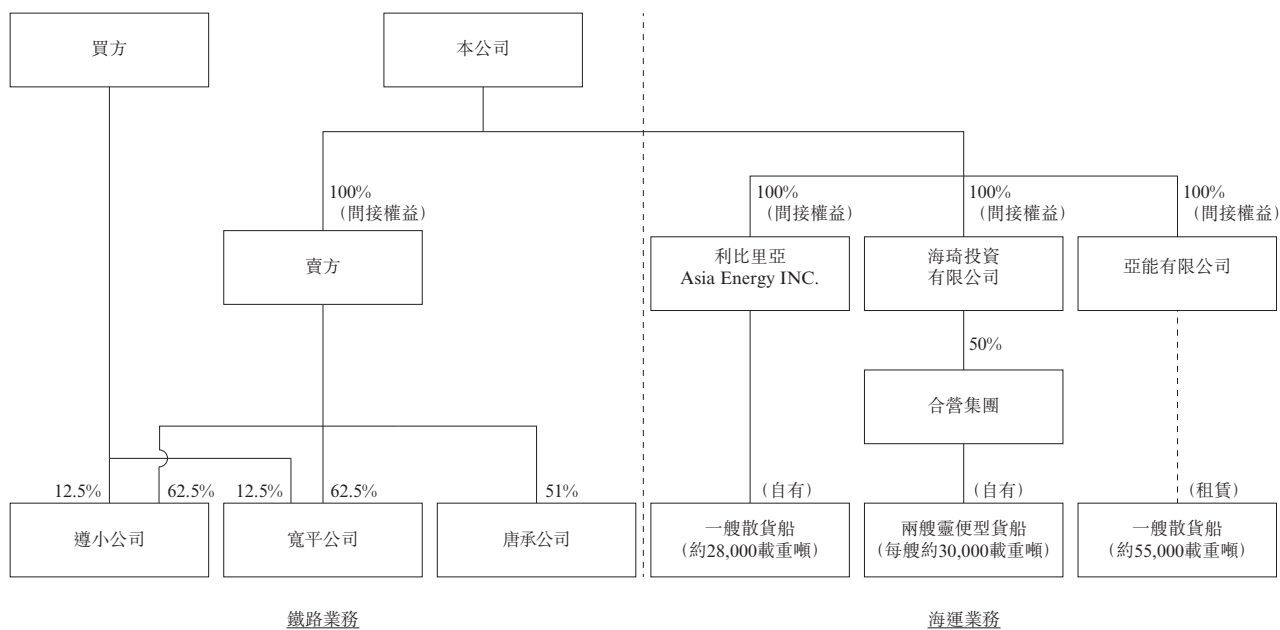 買方
本公司
100%
(間接權益)
100%
(間接權益)
100%
(間接權益)
100%
(間接權益)
賣方
利比里亞
Asia Energy INC.
海琦投資
有限公司
亞能有限公司
50%
合營集團
12.5%
62.5%
12.5%
62.5%
51%
(自有)
(自有)
(租賃)
遵小公司
寬平公司
唐承公司
一艘散貨船
(約28,000載重噸)
兩艘靈便型貨船
(每艘約30,000載重噸)
一艘散貨船
(約55,000載重噸)
鐵路業務
海運業務